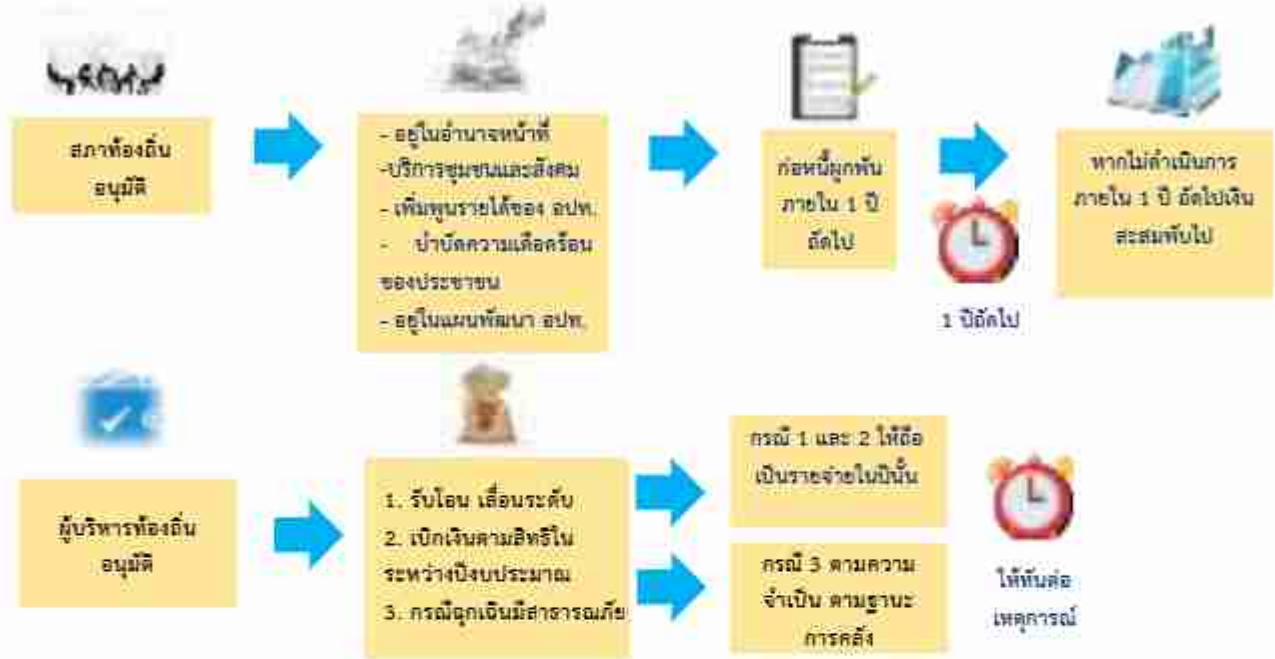 สภาท้องถิ่น
อนุมัติ
- อยู่ในอำนาจหน้าที่
-บริการชุมชนและสังคม
- เพิ่มพูนรายได้ของ อปท.
- บำบัดความเดือดร้อน
ของประชาชน
- อยู่ในแผนพัฒนา อปท.
ก่อหนี้ผูกพัน
ภายใน 1 ปี
ถัดไป
1 ปีถัดไป
หากไม่ดำเนินการ
ภายใน 1 ปี ถัดไปเงิน
สะสมพับไป
ผู้บริหารท้องถิ่น
อนุมัติ
1. รับโอน เลื่อนระดับ
2. เบิกเงินตามสิทธิใน
ระหว่างปีงบประมาณ
3. กรณีฉุกเฉินมีสาธารณภัย
กรณี 1 และ 2 ให้ถือ
เป็นรายจ่ายในปีนั้น
กรณี 3 ตามความ
จำเป็น ตามฐานะ
การคลัง
ให้ทันต่อ
เหตุการณ์